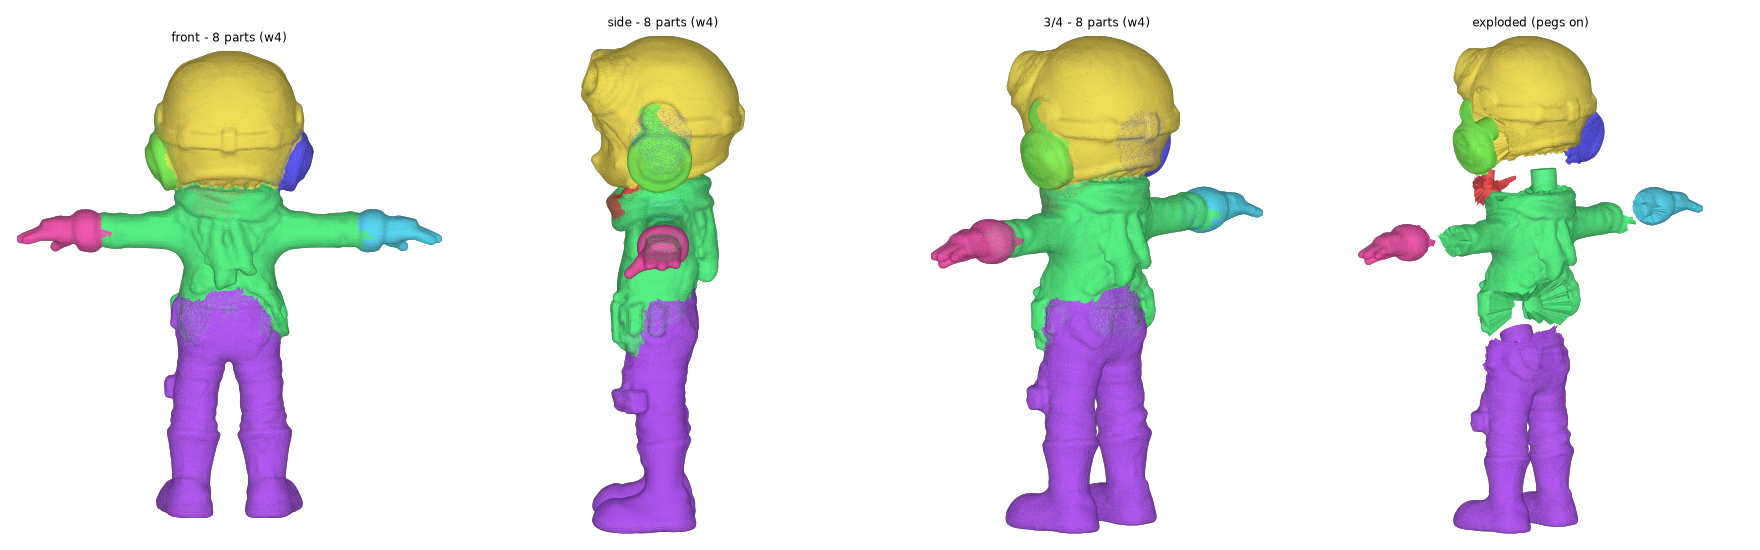 front - 8 parts (w4)
side - 8 parts (w4)
3/4 - 8 parts (w4)
exploded (pegs on)